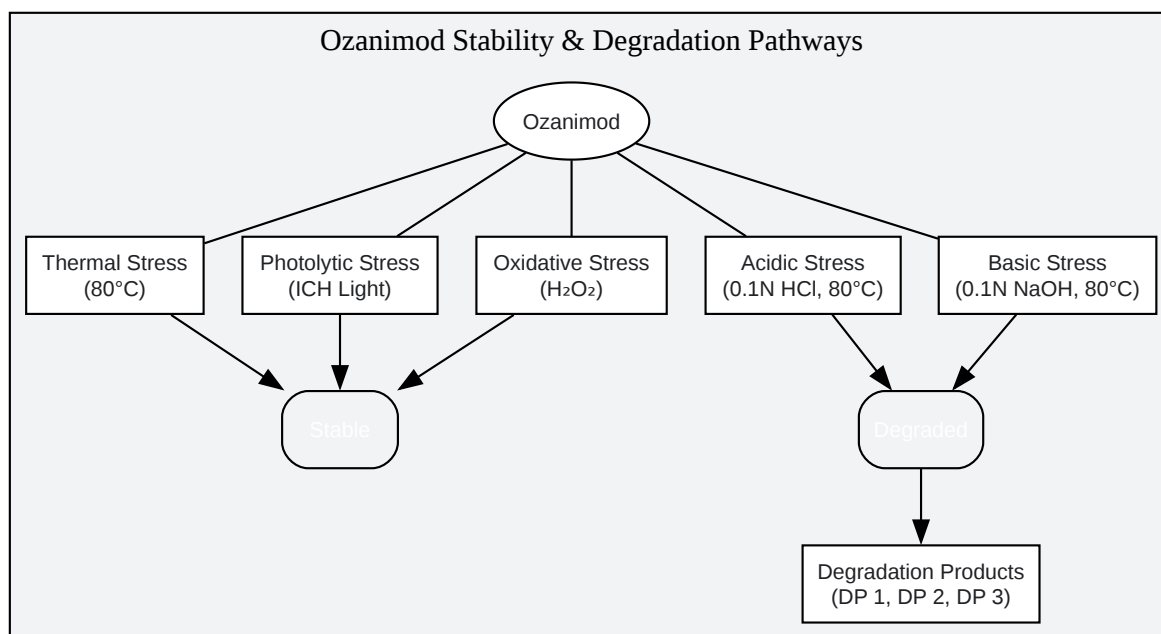 Ozanimod Stability & Degradation Pathways
Ozanimod
Thermal Stress
(80°C)
Photolytic Stress
(ICH Light)
Oxidative Stress
(H₂O₂)
Acidic Stress
(0.1N HCl, 80°C)
Basic Stress
(0.1N NaOH, 80°C)
Stable
Degraded
Degradation Products
(DP 1, DP 2, DP 3)